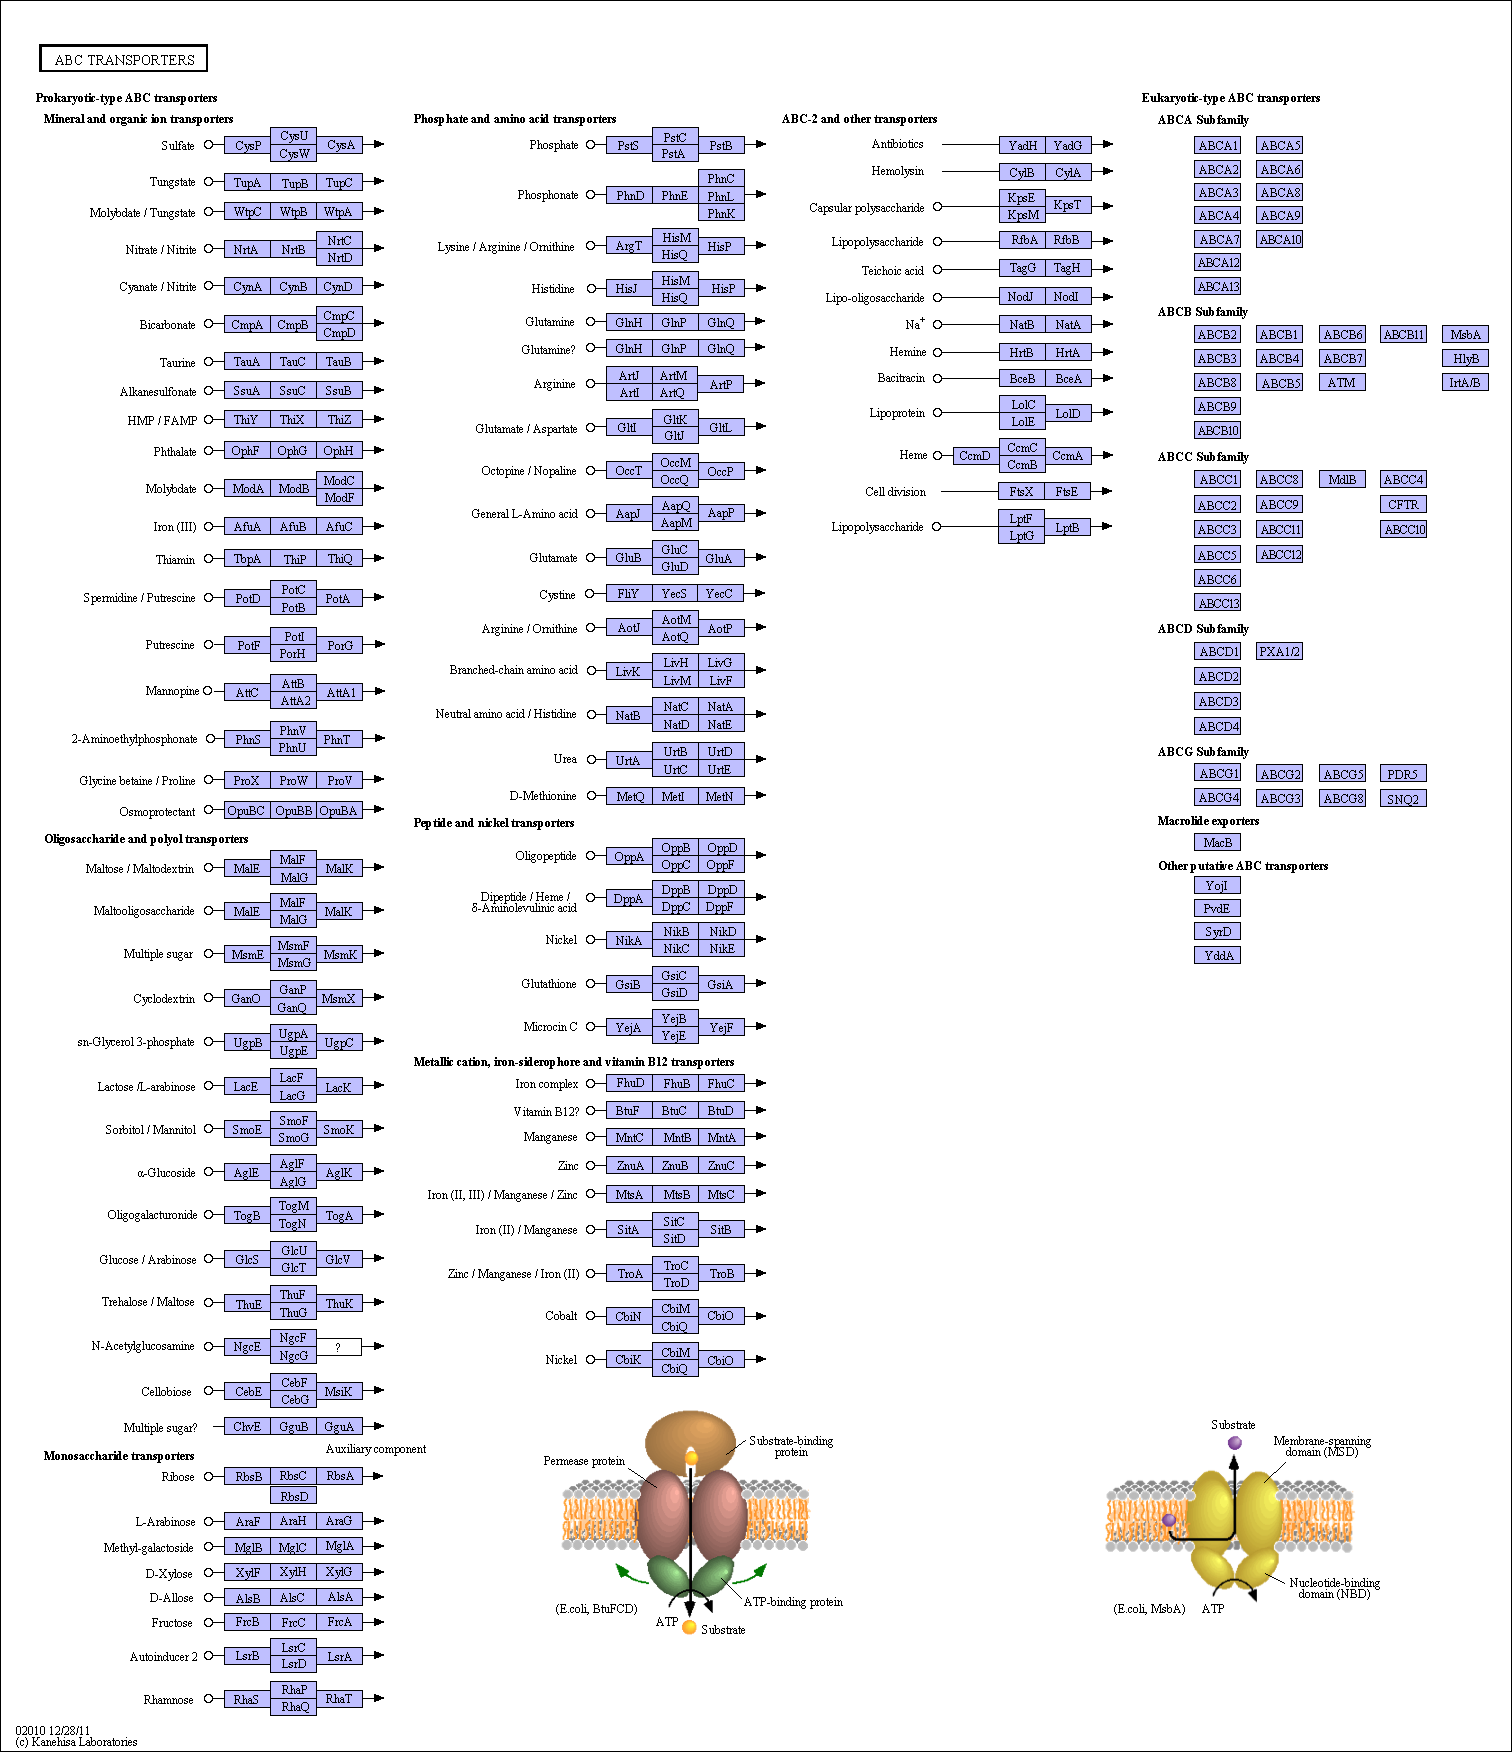 ABC TRANSPORTERS
Prokaryotic-type ABC transporters
Mineral and organic ion transporters
Sulfate CysP CysU CysW CysA
Tungstate TupA TupB TupC
Molybdate / Tungstate WtpC WtpB WtpA
Nitrate / Nitrite NrtA NrtB NrtC NrtD
Cyanate / Nitrite CynA CynB CynD
Bicarbonate CmpA CmpB CmpC CmpD
Taurine TauA TauC TauB
Alkanesulfonate SsuA SsuC SsuB
HMP / FAMP ThiY ThiX ThiZ
Phthalate OphF OphG OphH
Molybdate ModA ModB ModC ModF
Iron (III) AfuA AfuB AfuC
Thiamin TbpA ThiP ThiQ
Spermidine / Putrescine PotD PotC PotB PotA
Putrescine PotF PotI PorH PorG
Mannopine AttC AttB AttA2 AttA1
2-Aminoethylphosphonate PhnS PhnV PhnU PhnT
Glycine betaine / Proline ProX ProW ProV
Osmoprotectant OpuBC OpuBB OpuBA
Oligosaccharide and polyol transporters
Maltose / Maltodextrin MalE MalF MalG MalK
Maltooligosaccharide MalE MalF MalG MalK
Multiple sugar MsmE MsmF MsmG MsmK
Cyclodextrin GanO GanP GanQ MsmX
sn-Glycerol 3-phosphate UgpB UgpA UgpE UgpC
Lactose /L-arabinose LacE LacF LacG LacK
Sorbitol / Mannitol SmoE SmoF SmoG SmoK
α-Glucoside AglE AglF AglG AglK
Oligogalacturonide TogB TogM TogN TogA
Glucose / Arabinose GlcS GlcU GlcT GlcV
Trehalose / Maltose ThuE ThuF ThuG ThuK
N-Acetylglucosamine NgcE NgcF NgcG ?
Cellobiose CebE CebF CebG MsiK
Multiple sugar? ChvE GguB GguA
Auxiliary component
Monosaccharide transporters
Ribose RbsB RbsC RbsA
RbsD
L-Arabinose AraF AraH AraG
Methyl-galactoside MglB MglC MglA
D-Xylose XylF XylH XylG
D-Allose AlsB AlsC AlsA
Fructose FrcB FrcC FrcA
Autoinducer 2 LsrB LsrC LsrD LsrA
Rhamnose RhaS RhaP RhaQ RhaT
02010 12/28/11
(c) Kanehisa Laboratories
Phosphate and amino acid transporters
Phosphate PstS PstC PstA PstB
Phosphonate PhnD PhnE PhnC PhnL PhnK
Lysine / Arginine / Ornithine ArgT HisM HisQ HisP
Histidine HisJ HisM HisQ HisP
Glutamine GlnH GlnP GlnQ
Glutamine? GlnH GlnP GlnQ
Arginine ArtJ ArtI ArtM ArtQ ArtP
Glutamate / Aspartate GltI GltK GltJ GltL
Octopine / Nopaline OccT OccM OccQ OccP
General L-Amino acid AapJ AapQ AapM AapP
Glutamate GluB GluC GluD GluA
Cystine FliY YecS YecC
Arginine / Ornithine AotJ AotM AotQ AotP
Branched-chain amino acid LivK LivH LivM LivG LivF
Neutral amino acid / Histidine NatB NatC NatD NatA NatE
Urea UrtA UrtB UrtC UrtD UrtE
D-Methionine MetQ MetI MetN
Peptide and nickel transporters
Oligopeptide OppA OppB OppC OppD OppF
Dipeptide / Heme /
δ-Aminolevulinic acid DppA DppB DppC DppD DppF
Nickel NikA NikB NikC NikD NikE
Glutathione GsiB GsiC GsiD GsiA
Microcin C YejA YejB YejE YejF
Metallic cation, iron-siderophore and vitamin B12 transporters
Iron complex FhuD FhuB FhuC
Vitamin B12? BtuF BtuC BtuD
Manganese MntC MntB MntA
Zinc ZnuA ZnuB ZnuC
Iron (II, III) / Manganese / Zinc MtsA MtsB MtsC
Iron (II) / Manganese SitA SitC SitD SitB
Zinc / Manganese / Iron (II) TroA TroC TroD TroB
Cobalt CbiN CbiM CbiQ CbiO
Nickel CbiK CbiM CbiQ CbiO
Substrate-binding
protein
Permease protein
ATP-binding protein
(E.coli, BtuFCD)
ATP
Substrate
ABC-2 and other transporters
Antibiotics YadH YadG
Hemolysin CylB CylA
Capsular polysaccharide KpsE KpsM KpsT
Lipopolysaccharide RfbA RfbB
Teichoic acid TagG TagH
Lipo-oligosaccharide NodJ NodI
Na+ NatB NatA
Hemine HrtB HrtA
Bacitracin BceB BceA
Lipoprotein LolC LolE LolD
Heme CcmD CcmC CcmB CcmA
Cell division FtsX FtsE
Lipopolysaccharide LptF LptG LptB
Eukaryotic-type ABC transporters
ABCA Subfamily
ABCA1 ABCA5
ABCA2 ABCA6
ABCA3 ABCA8
ABCA4 ABCA9
ABCA7 ABCA10
ABCA12
ABCA13
ABCB Subfamily
ABCB2 ABCB1 ABCB6 ABCB11 MsbA
ABCB3 ABCB4 ABCB7 HlyB
ABCB8 ABCB5 ATM IrtA/B
ABCB9
ABCB10
ABCC Subfamily
ABCC1 ABCC8 MdlB ABCC4
ABCC2 ABCC9 CFTR
ABCC3 ABCC11 ABCC10
ABCC5 ABCC12
ABCC6
ABCC13
ABCD Subfamily
ABCD1 PXA1/2
ABCD2
ABCD3
ABCD4
ABCG Subfamily
ABCG1 ABCG2 ABCG5 PDR5
ABCG4 ABCG3 ABCG8 SNQ2
Macrolide exporters
MacB
Other putative ABC transporters
YojI
PvdE
SyrD
YddA
Substrate
Membrane-spanning
domain (MSD)
Nucleotide-binding
domain (NBD)
(E.coli, MsbA)
ATP